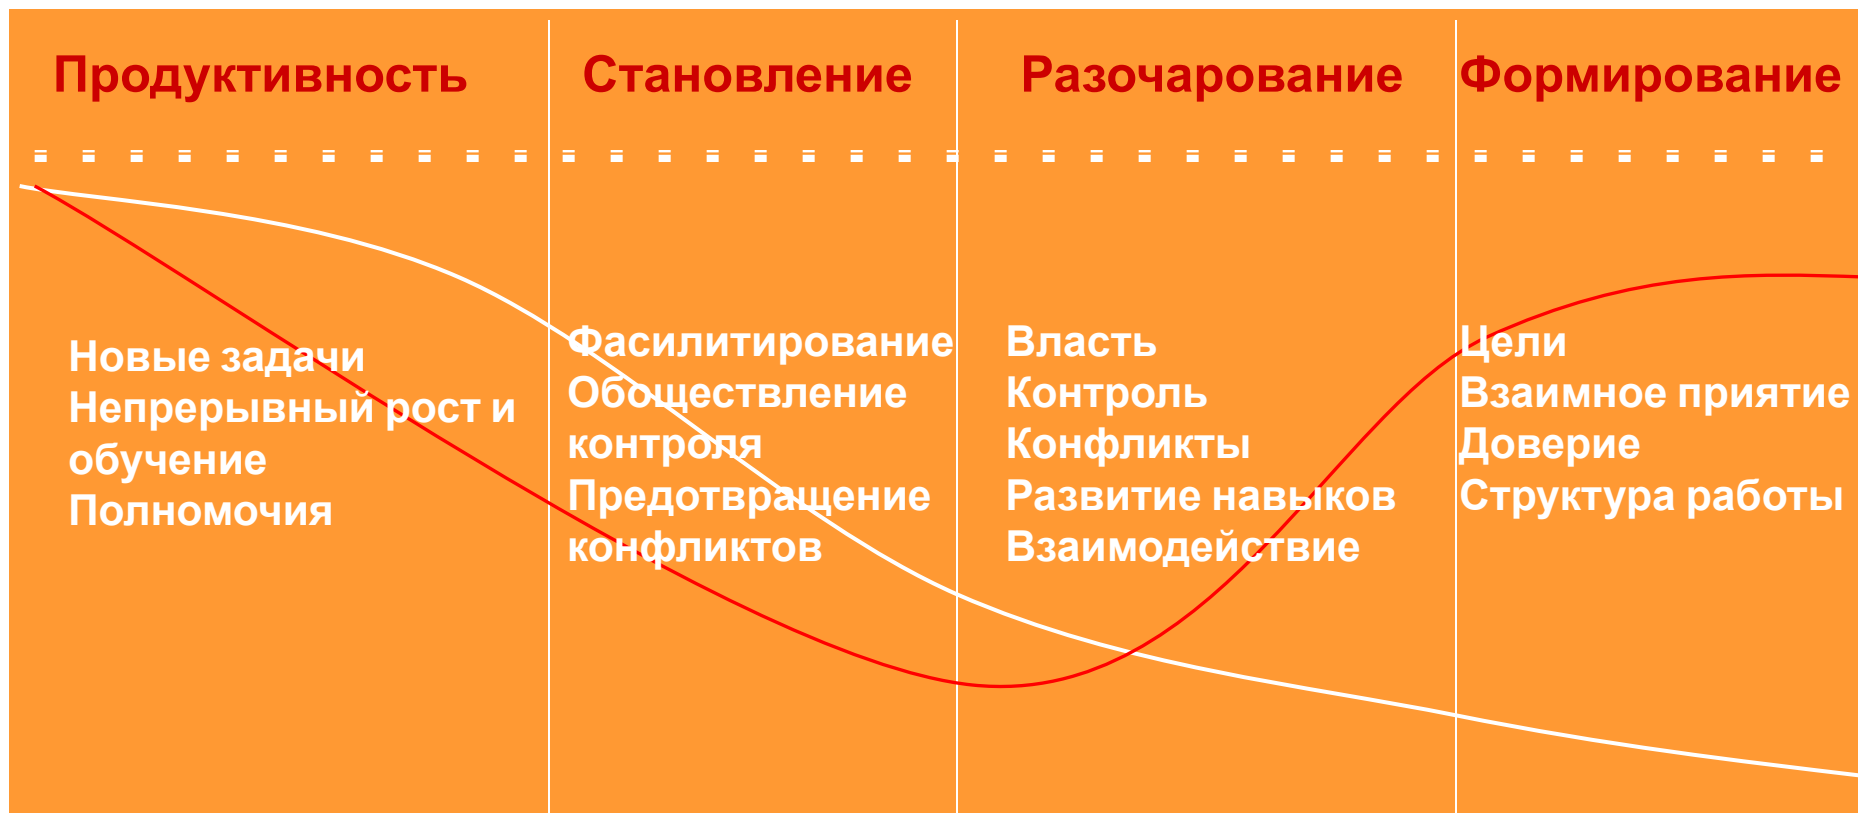 Продуктивность
Становление
Разочарование
Формирование
Новые задачи
Непрерывный рост и
обучение
Полномочия
Фасилитирование
Обоществление
контроля
Предотвращение
конфликтов
Власть
Контроль
Конфликты
Развитие навыков
Взаимодействие
Цели
Взаимное приятие
Доверие
Структура работы